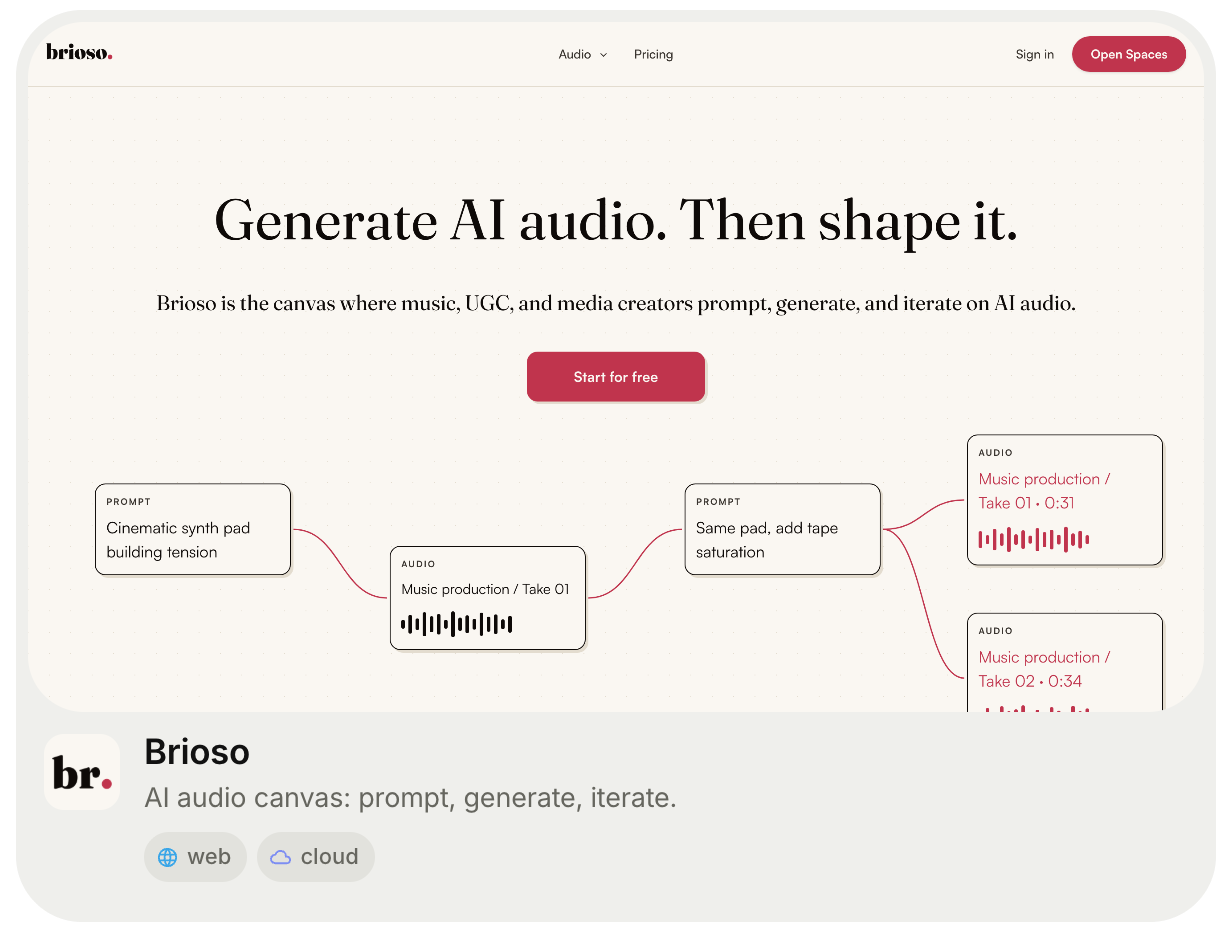 brioso.
Audio
Pricing
Sign in
Open Spaces
Generate AI audio. Then shape it.
Brioso is the canvas where music, UGC, and media creators prompt, generate, and iterate on AI audio.
Start for free
PROMPT
Cinematic synth pad
building tension
AUDIO
Music production / Take 01
PROMPT
Same pad, add tape
saturation
AUDIO
Music production /
Take 01 • 0:31
AUDIO
Music production /
Take 02 • 0:34
br.
Brioso
AI audio canvas: prompt, generate, iterate.
web
cloud